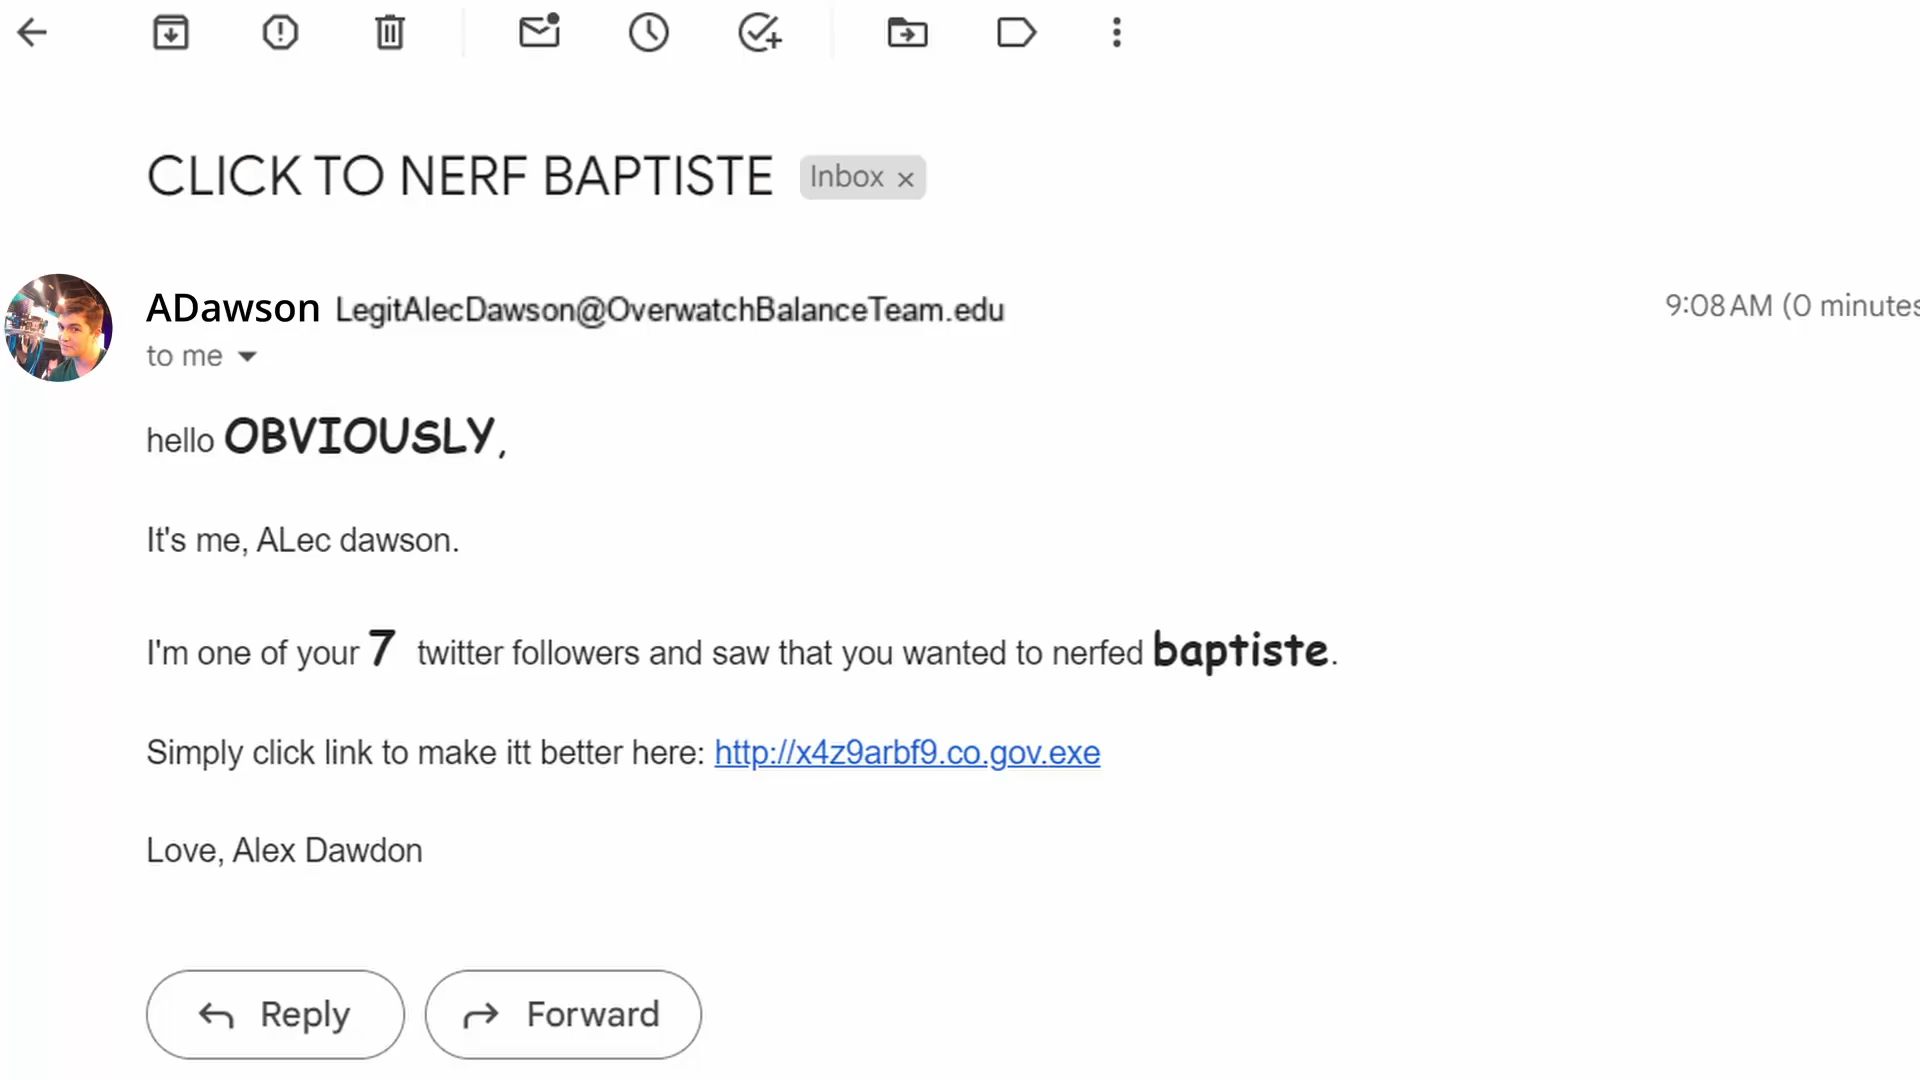 CLICK TO NERF BAPTISTE Inbox ×
ADawson LegitAlecDawson@OverwatchBalanceTeam.edu 9:08 AM (0 minutes
to me
hello OBVIOUSLY,
It's me, ALec dawson.
I'm one of your 7 twitter followers and saw that you wanted to nerfed baptiste.
Simply click link to make itt better here: http://x4z9arbf9.co.gov.exe
Love, Alex Dawdon
Reply Forward